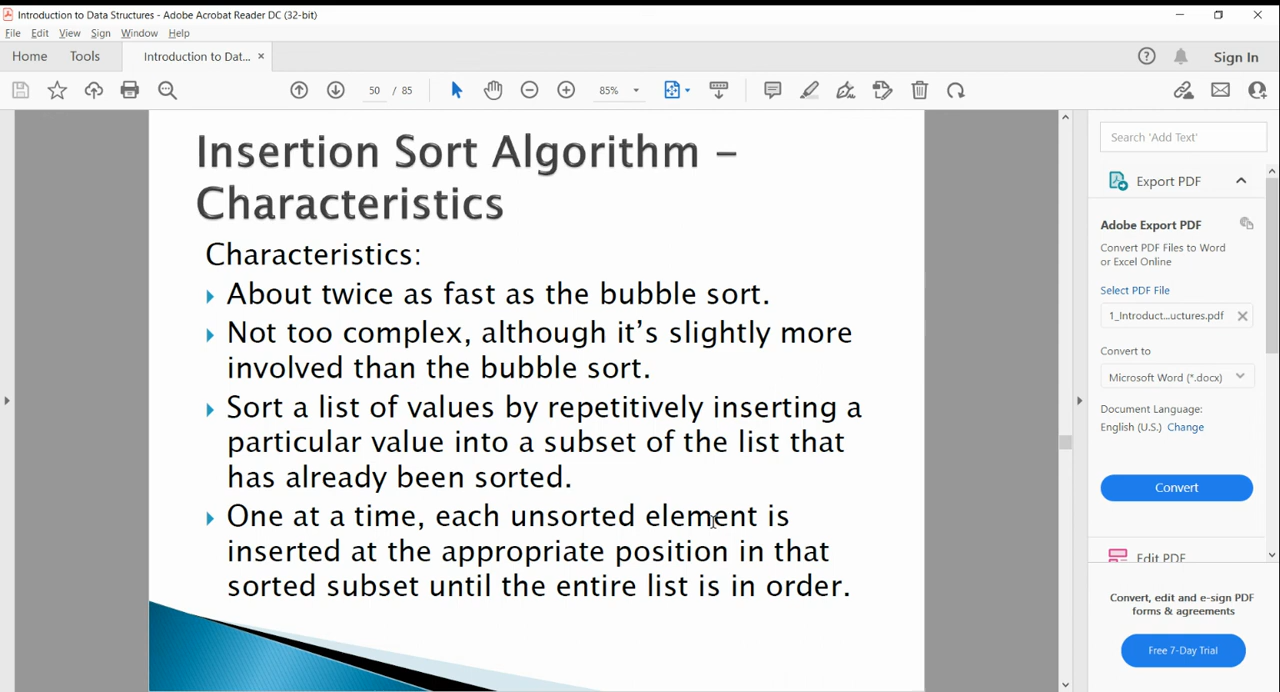 Introduction to Data Structures - Adobe Acrobat Reader DC (32-bit)
File Edit View Sign Window Help
Home Tools Introduction to Dat... × Sign In
50 / 85 85%
Insertion Sort Algorithm –
Characteristics
Characteristics:
About twice as fast as the bubble sort.
Not too complex, although it's slightly more
involved than the bubble sort.
Sort a list of values by repetitively inserting a
particular value into a subset of the list that
has already been sorted.
One at a time, each unsorted element is
inserted at the appropriate position in that
sorted subset until the entire list is in order.
Search 'Add Text'
Export PDF
Adobe Export PDF
Convert PDF Files to Word
or Excel Online
Select PDF File
1_Introduct...uctures.pdf
Convert to
Microsoft Word (*.docx)
Document Language:
English (U.S.) Change
Convert
Edit PDF
Convert, edit and e-sign PDF
forms & agreements
Free 7-Day Trial